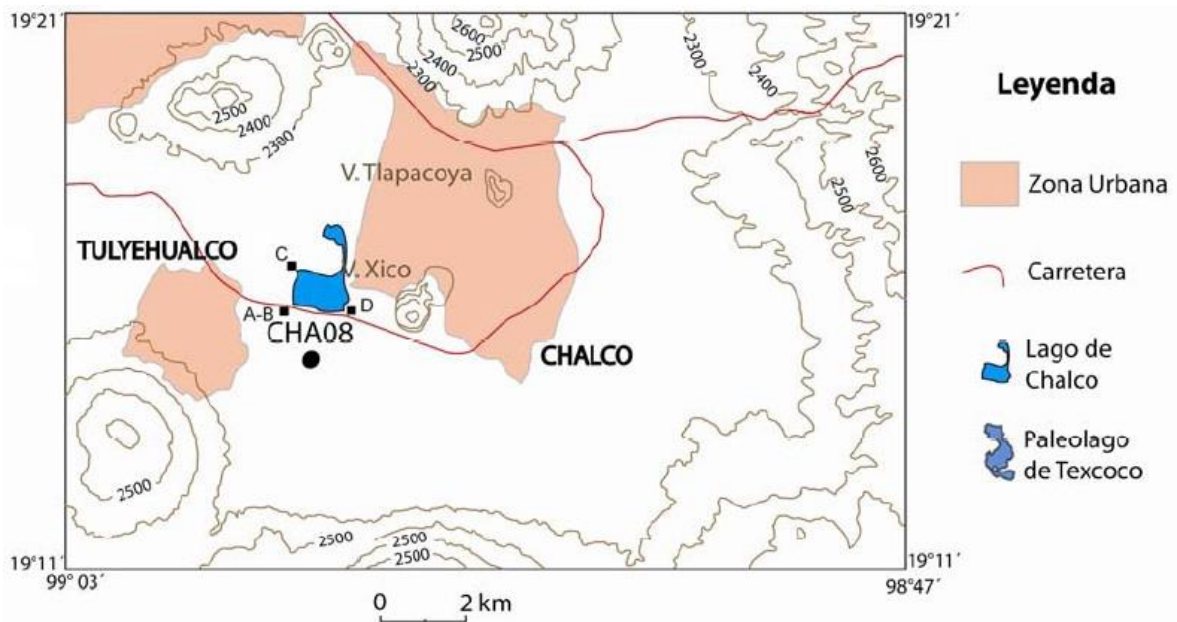 19°21´
19°21´
2600
2500
2400
2300
2300
2400
2500
2400
2300
2600
2500
V. Tlapacoya
TULYEHUALCO
C
V. Xico
A-B
D
CHA08
CHALCO
2500
2500
2500
2500
19°11´
19°11´
99° 03´
98°47´
0 2 km
Leyenda
Zona Urbana
Carretera
Lago de
Chalco
Paleolago
de Texcoco